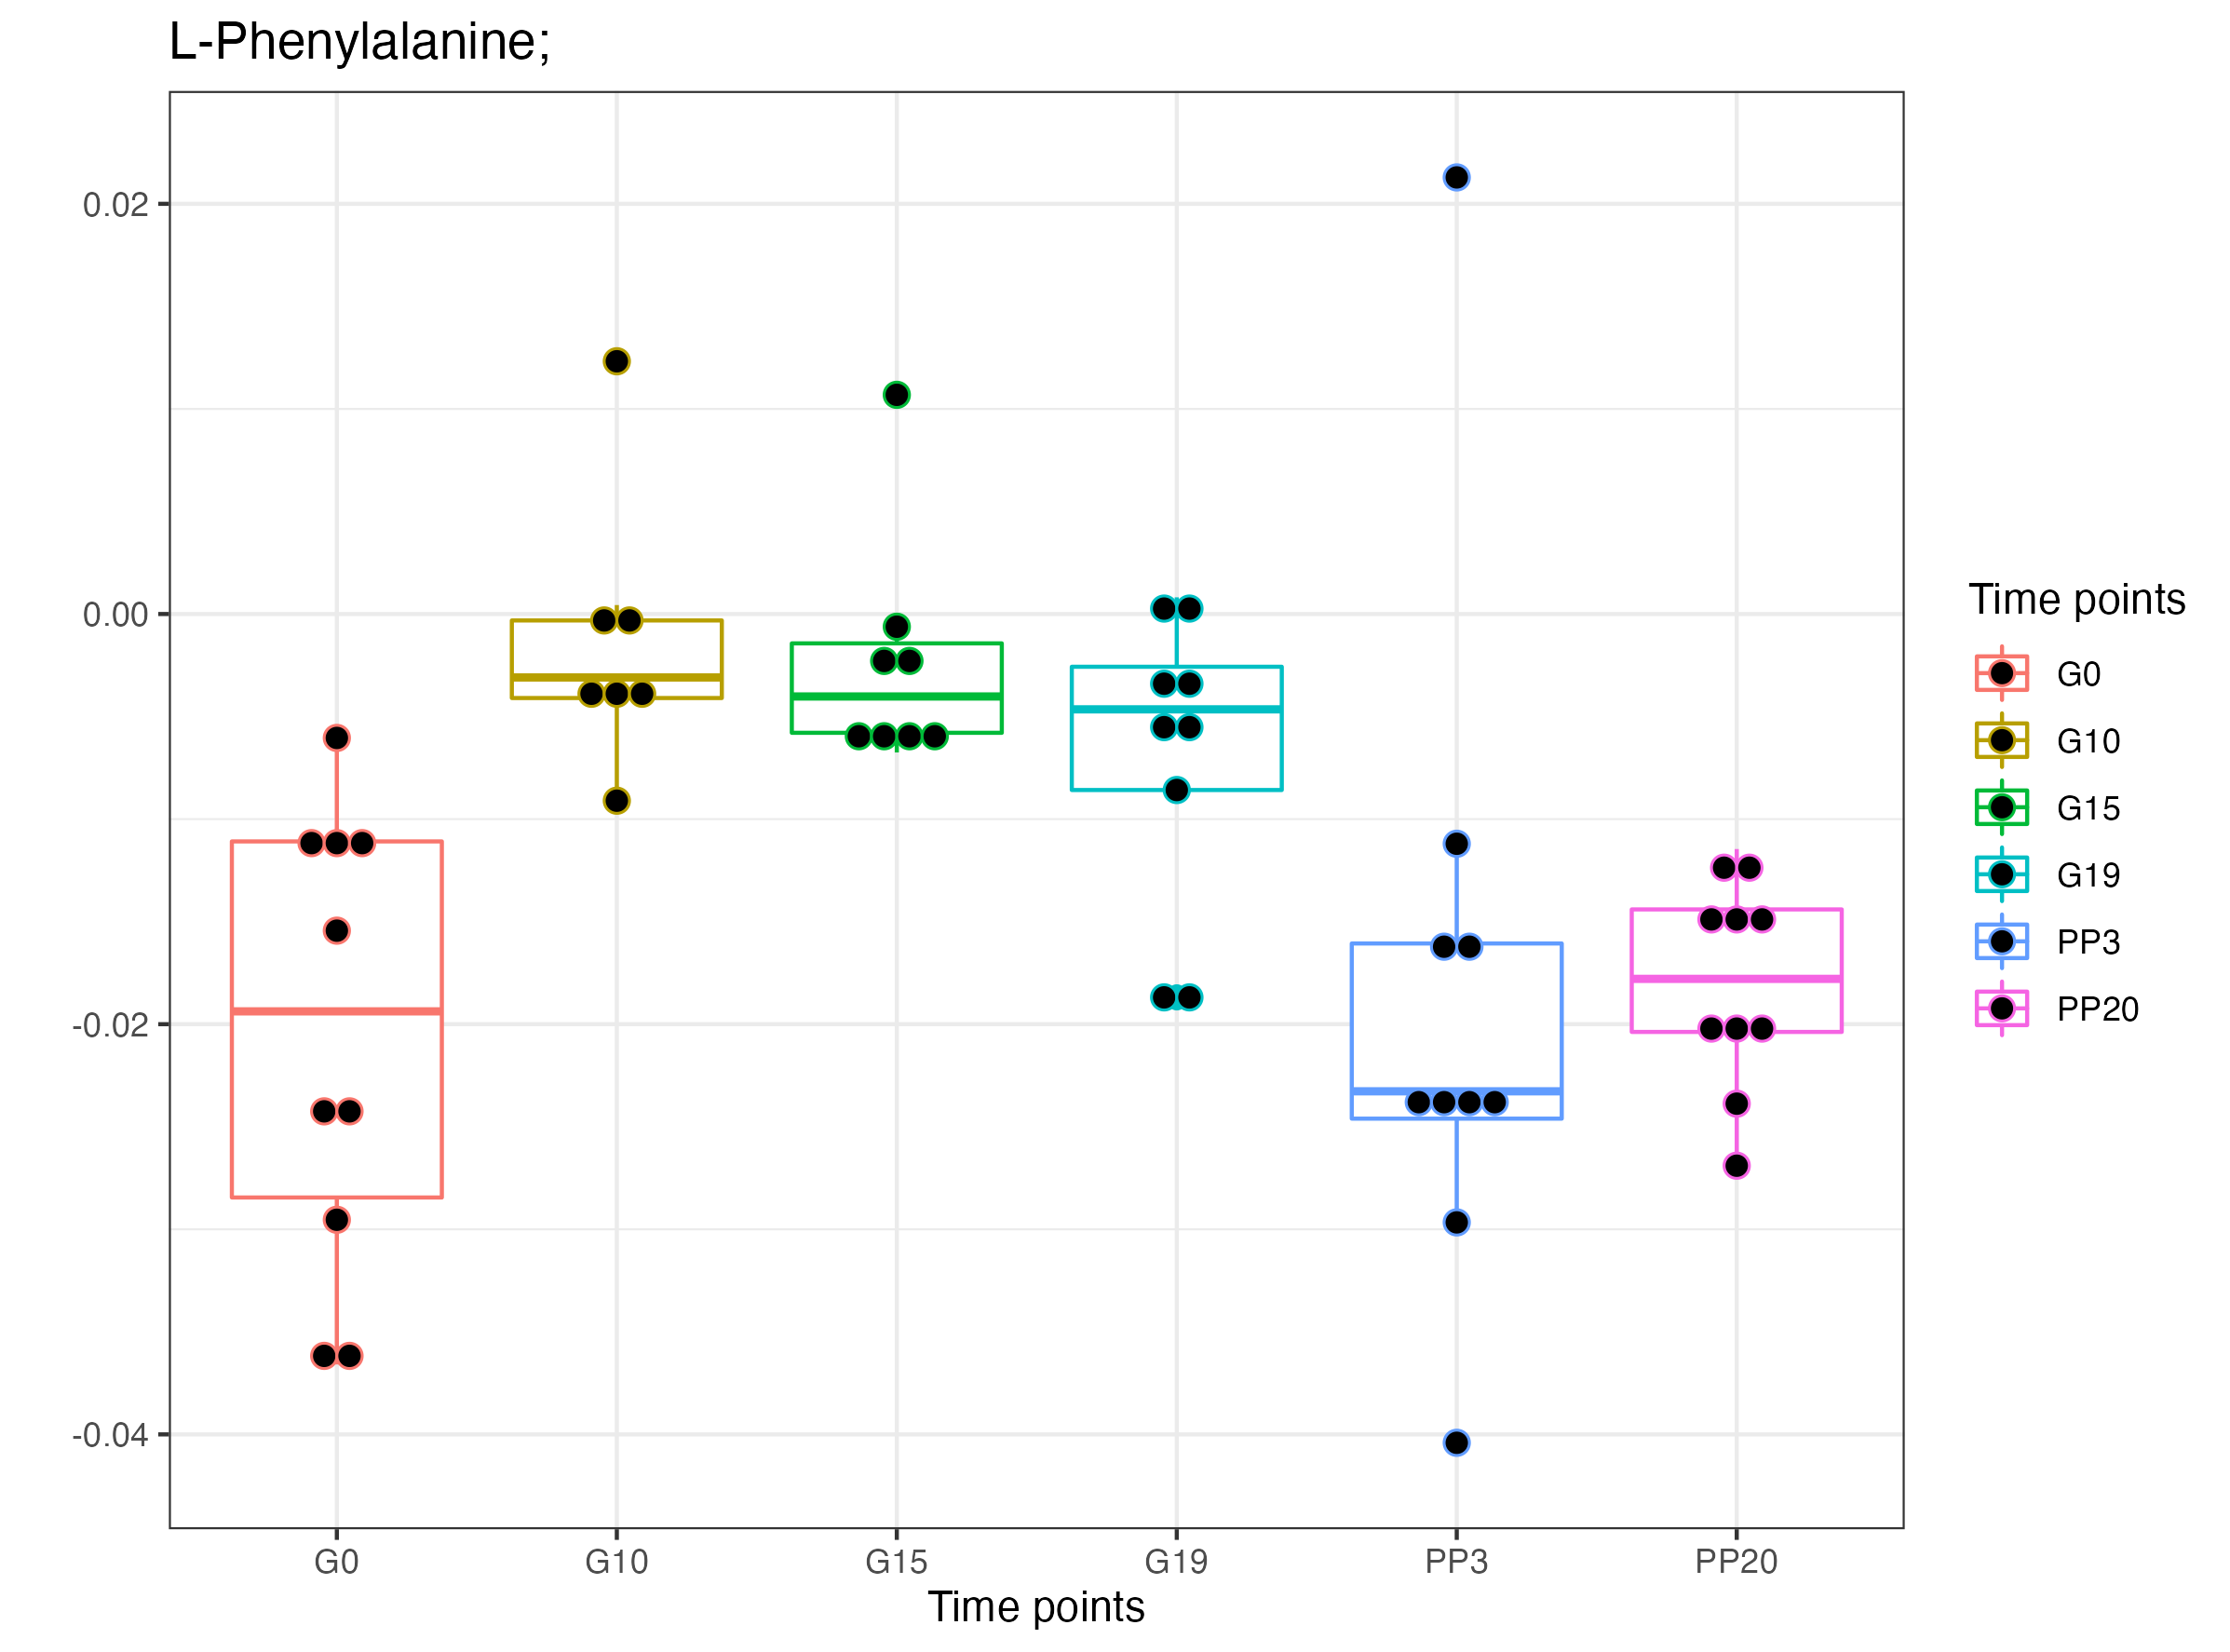 L-Phenylalanine;
0.02
0.00
-0.02
-0.04
G0 G10 G15 G19 PP3 PP20
Time points
Time points
G0
G10
G15
G19
PP3
PP20